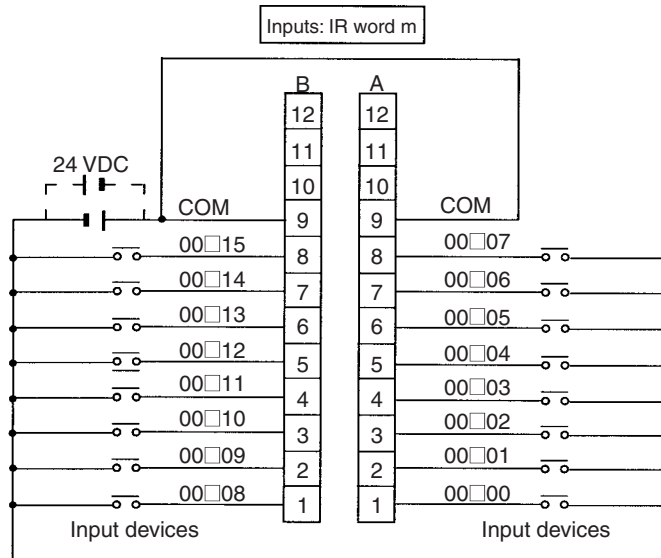 Inputs: IR word m
B A
12 12
11 11
24 VDC
10 10
COM 9 9 COM
00□15 8 8 00□07
00□14 7 7 00□06
00□13 6 6 00□05
00□12 5 5 00□04
00□11 4 4 00□03
00□10 3 3 00□02
00□09 2 2 00□01
00□08 1 1 00□00
Input devices Input devices